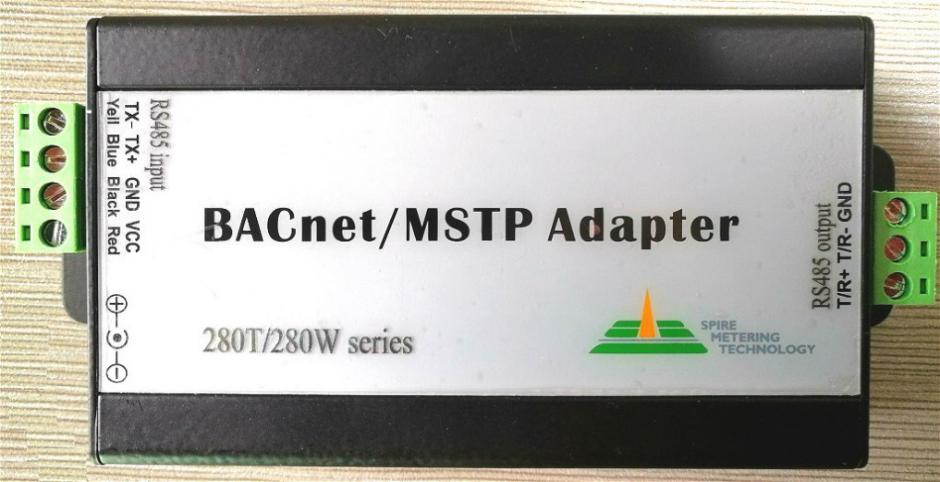 RS485 input
TX- TX+ GND VCC
Yell Blue Black Red
BACnet/MSTP Adapter
280T/280W series
SPIRE
METERING
TECHNOLOGY
RS485 output
T/R+ T/R- GND